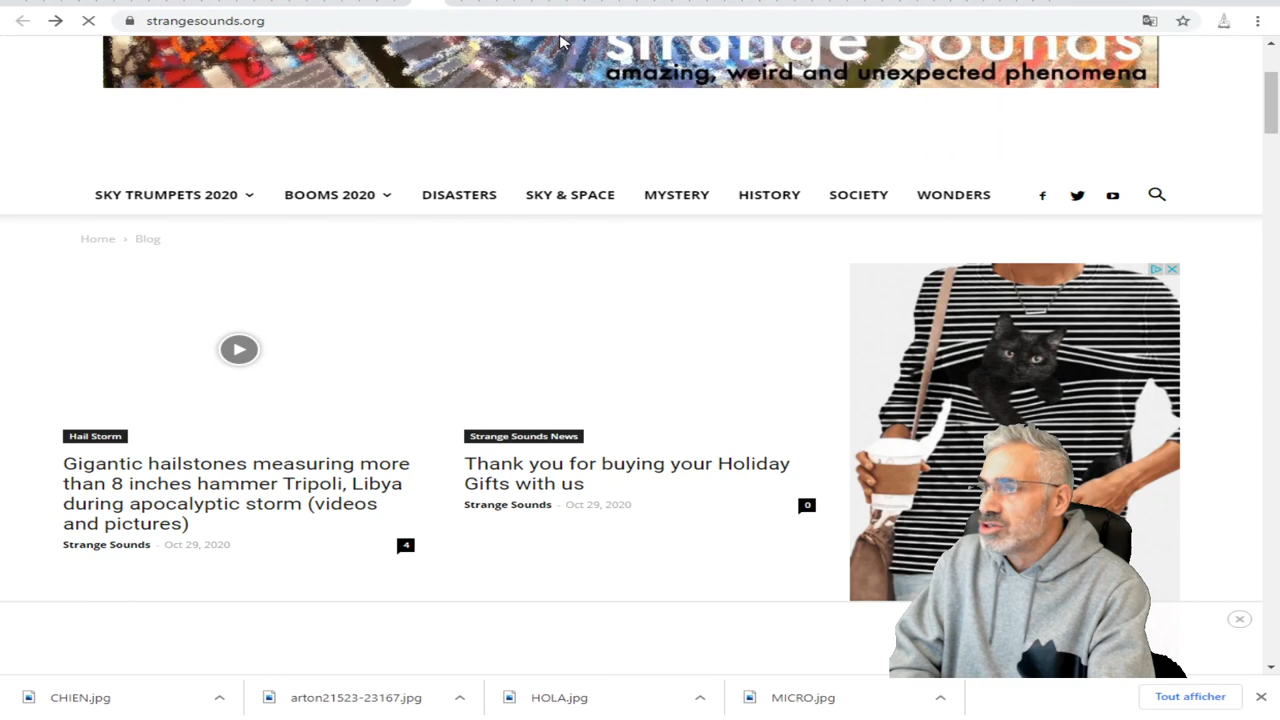 strangesounds.org
strange sounds
amazing, weird and unexpected phenomena
SKY TRUMPETS 2020 BOOMS 2020 DISASTERS SKY & SPACE MYSTERY HISTORY SOCIETY WONDERS
Home › Blog
Hail Storm
Gigantic hailstones measuring more
than 8 inches hammer Tripoli, Libya
during apocalyptic storm (videos
and pictures)
Strange Sounds - Oct 29, 2020 4
Strange Sounds News
Thank you for buying your Holiday
Gifts with us
Strange Sounds - Oct 29, 2020 0
CHIEN.jpg arton21523-23167.jpg HOLA.jpg MICRO.jpg Tout afficher